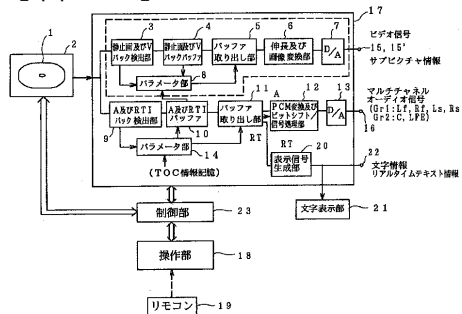 1
2
3
4
5
6
7
17
静止画及びV
パック検出部
静止画及びV
パックバッファ
バッファ
取り出し部
伸長及び
画像変換部
D/A
ビデオ信号
15, 15'
サブピクチャ情報
パラメータ部
8
A及びRTI
パック検出部
9
A及びRTI
バッファ
10
バッファ
取り出し部
11
A
PCM変換及び
ビットシフト/
信号処理部
12
D/A
13
マルチチャネル
オーディオ信号
16
(Gr1:Lf, Rf, Ls, Rs
Gr2:C, LFE)
パラメータ部
14
RT
RT
表示信号
生成部
20
22
文字情報
リアルタイムテキスト情報
(TOC情報記憶)
文字表示部
21
制御部
23
操作部
18
リモコン
19